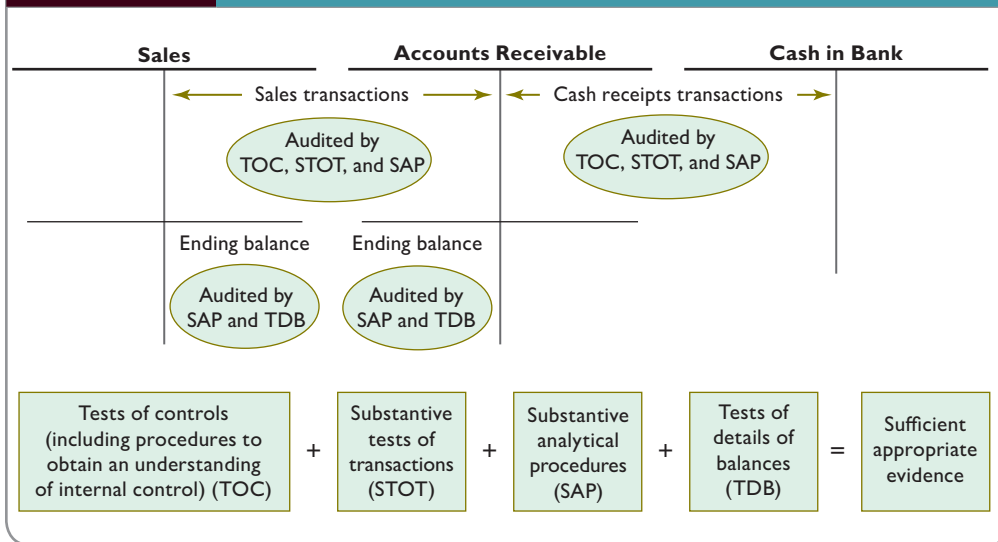 Sales
Accounts Receivable
Cash in Bank
Sales transactions
Cash receipts transactions
Audited by
TOC, STOT, and SAP
Audited by
TOC, STOT, and SAP
Ending balance
Ending balance
Audited by
SAP and TDB
Audited by
SAP and TDB
Tests of controls
(including procedures to
obtain an understanding
of internal control) (TOC)
+
Substantive
tests of
transactions
(STOT)
+
Substantive
analytical
procedures
(SAP)
+
Tests of
details of
balances
(TDB)
=
Sufficient
appropriate
evidence